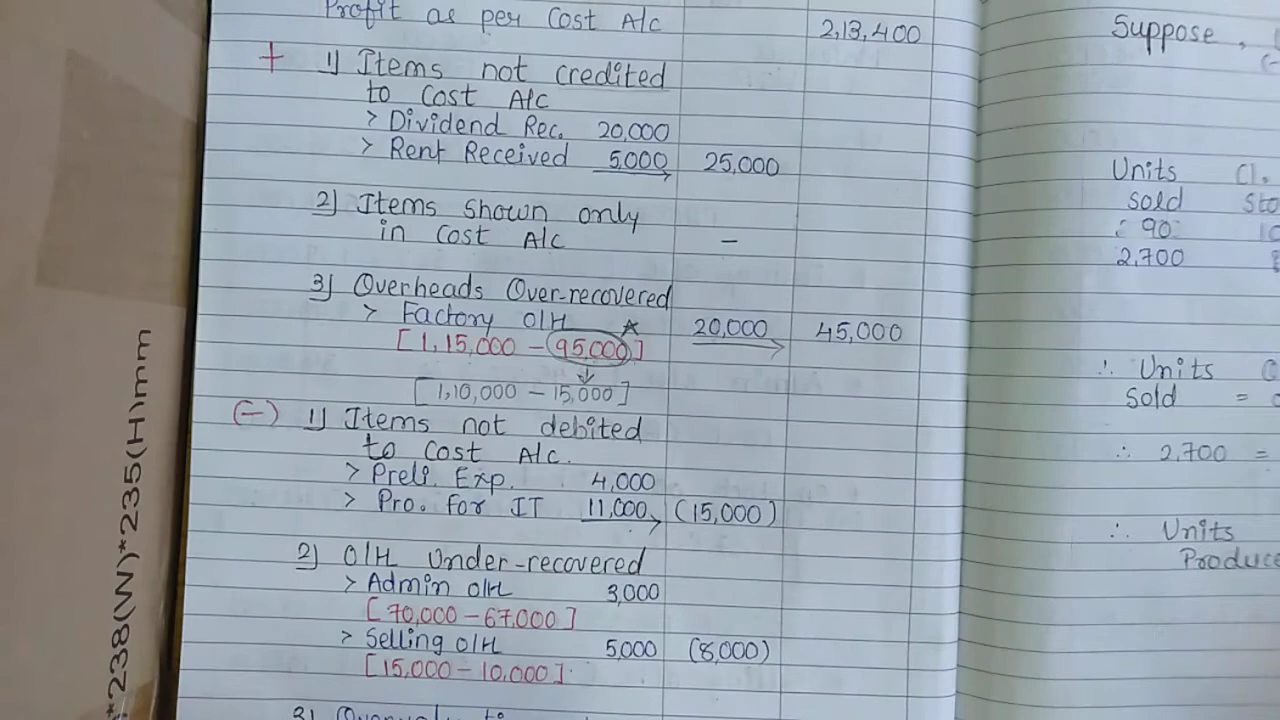 Profit as per Cost A/c 2,13,400
+ 1) Items not credited
to Cost A/c
> Dividend Rec. 20,000
> Rent Received 5,000 25,000
2) Items shown only
in Cost A/c –
3) Overheads Over-recovered
> Factory O/H 20,000 45,000
[1,15,000 – 95,000]
[1,10,000 – 15,000]
(–) 1) Items not debited
to Cost A/c.
> Preli. Exp. 4,000
> Pro. for IT 11,000 (15,000)
2) O/H Under-recovered
> Admin O/H 3,000
[70,000 – 67,000]
> Selling O/H 5,000 (8,000)
[15,000 – 10,000]
3)
Suppose,
Units Cl.
sold Sto
90
2,700
∴ Units
Sold =
∴ 2,700 =
∴ Units
Produce
*238(W)*235(H)mm